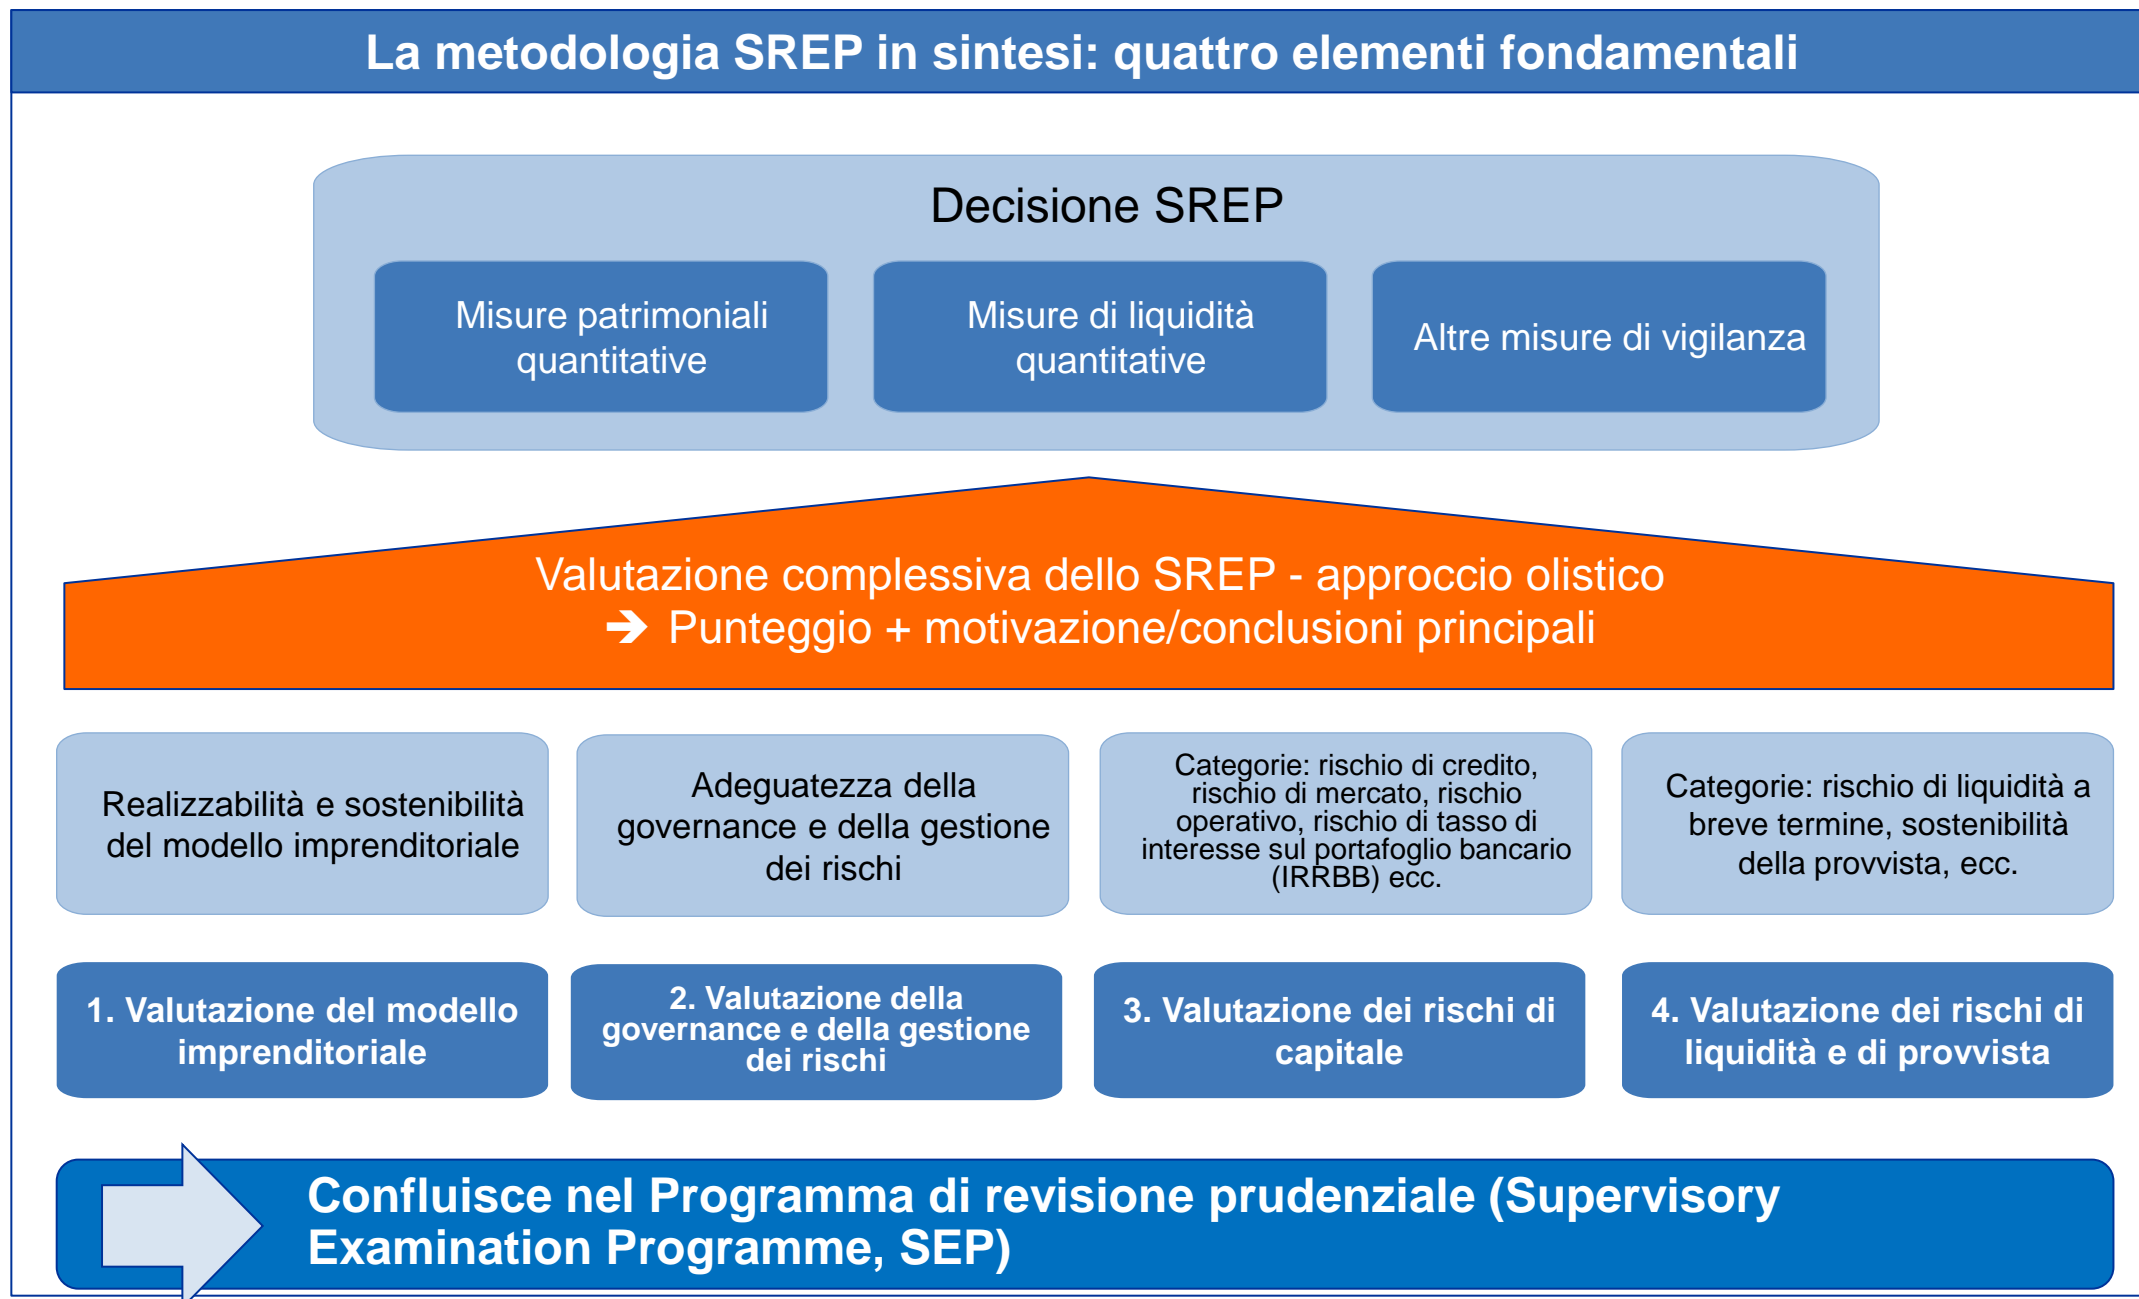 La metodologia SREP in sintesi: quattro elementi fondamentali
Decisione SREP
Misure patrimoniali
quantitative
Misure di liquidità
quantitative
Altre misure di vigilanza
Valutazione complessiva dello SREP - approccio olistico
➔ Punteggio + motivazione/conclusioni principali
Realizzabilità e sostenibilità
del modello imprenditoriale
Adeguatezza della
governance e della gestione
dei rischi
Categorie: rischio di credito,
rischio di mercato, rischio
operativo, rischio di tasso di
interesse sul portafoglio bancario
(IRRBB) ecc.
Categorie: rischio di liquidità a
breve termine, sostenibilità
della provvista, ecc.
1. Valutazione del modello
imprenditoriale
2. Valutazione della
governance e della gestione
dei rischi
3. Valutazione dei rischi di
capitale
4. Valutazione dei rischi di
liquidità e di provvista
Confluisce nel Programma di revisione prudenziale (Supervisory
Examination Programme, SEP)